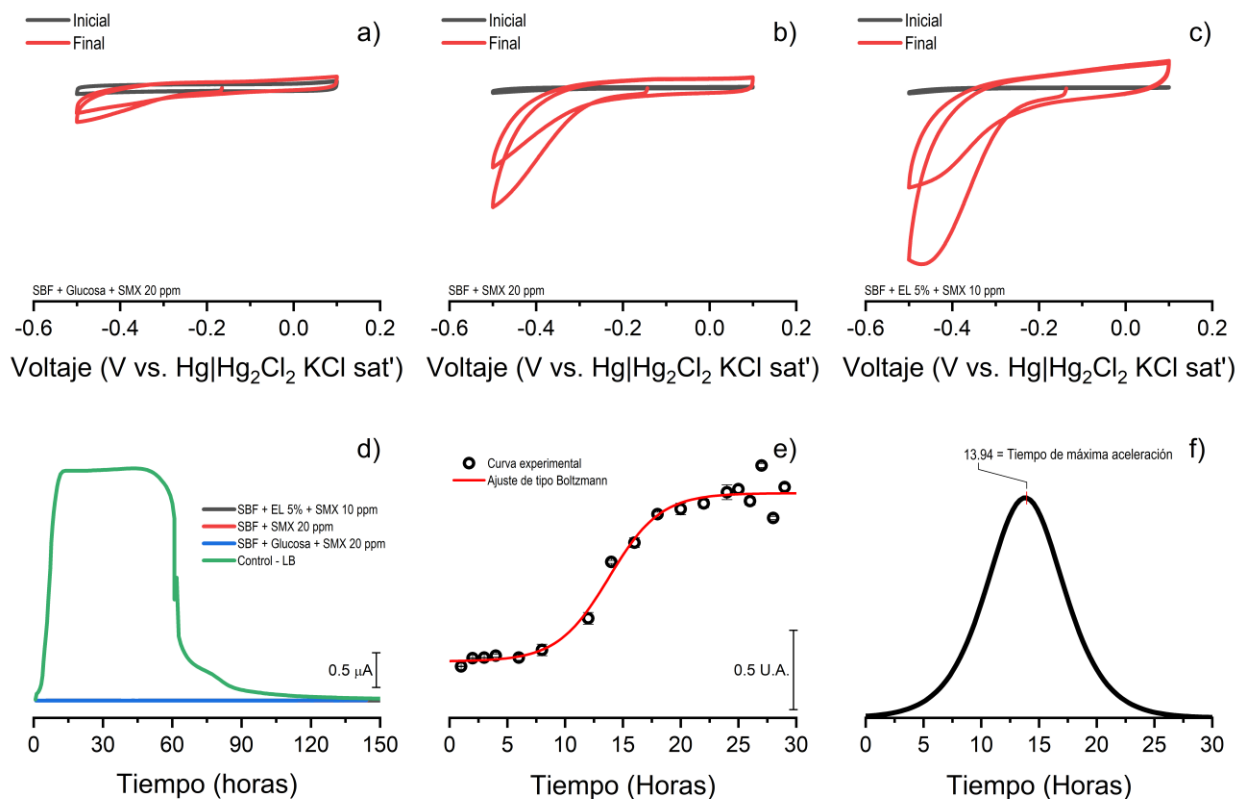 Inicial
Final
a)
SBF + Glucosa + SMX 20 ppm
-0.6 -0.4 -0.2 0.0 0.2
Voltaje (V vs. Hg|Hg₂Cl₂ KCl sat')
Inicial
Final
b)
SBF + SMX 20 ppm
-0.6 -0.4 -0.2 0.0 0.2
Voltaje (V vs. Hg|Hg₂Cl₂ KCl sat')
Inicial
Final
c)
SBF + EL 5% + SMX 10 ppm
-0.6 -0.4 -0.2 0.0 0.2
Voltaje (V vs. Hg|Hg₂Cl₂ KCl sat')
d)
SBF + EL 5% + SMX 10 ppm
SBF + SMX 20 ppm
SBF + Glucosa + SMX 20 ppm
Control - LB
0.5 μA
0 30 60 90 120 150
Tiempo (horas)
e)
Curva experimental
Ajuste de tipo Boltzmann
0.5 U.A.
0 5 10 15 20 25 30
Tiempo (Horas)
f)
13.94 = Tiempo de máxima aceleración
0 5 10 15 20 25 30
Tiempo (Horas)